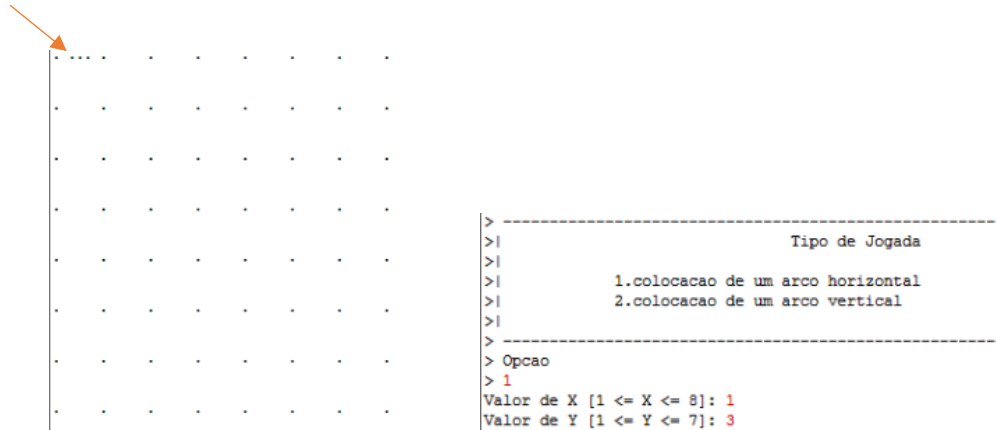 > ------------------------------------------------------
>| Tipo de Jogada
>|
>| 1.colocacao de um arco horizontal
>| 2.colocacao de um arco vertical
>|
> ------------------------------------------------------
> Opcao
> 1
Valor de X [1 <= X <= 8]: 1
Valor de Y [1 <= Y <= 7]: 3